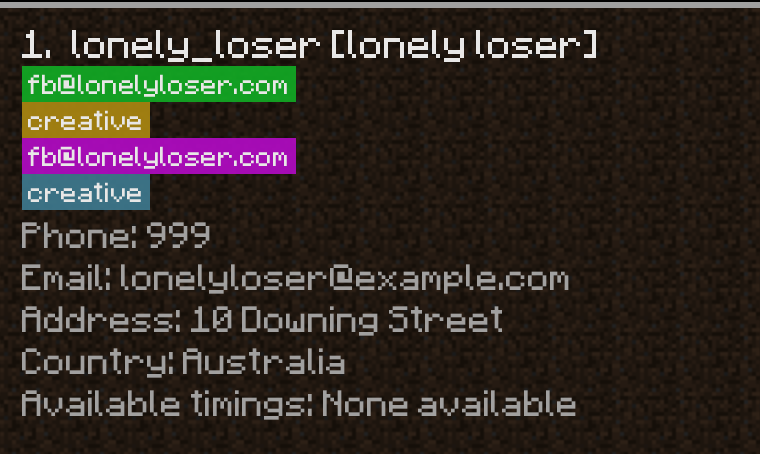 1. lonely_loser [lonely loser]
fb@lonelyloser.com
creative
fb@lonelyloser.com
creative
Phone: 999
Email: lonelyloser@example.com
Address: 10 Downing Street
Country: Australia
Available timings: None available